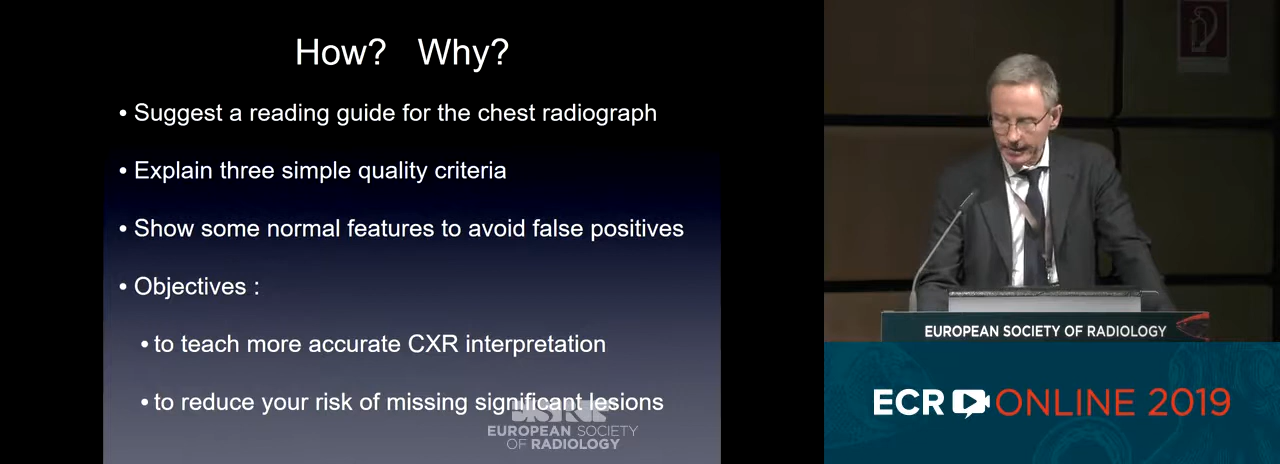 How? Why?
• Suggest a reading guide for the chest radiograph
• Explain three simple quality criteria
• Show some normal features to avoid false positives
• Objectives :
• to teach more accurate CXR interpretation
• to reduce your risk of missing significant lesions
EUROPEAN SOCIETY
OF RADIOLOGY
EUROPEAN SOCIETY OF RADIOLOGY
ECR ONLINE 2019